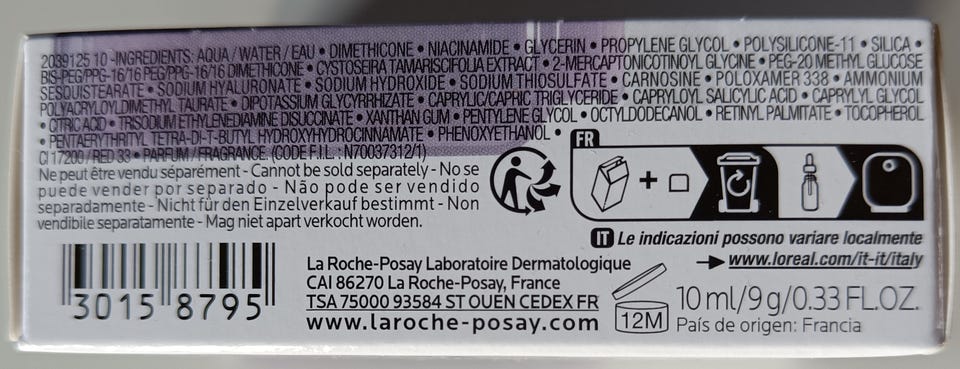 2039125 10 - INGREDIENTS: AQUA / WATER / EAU • DIMETHICONE • NIACINAMIDE • GLYCERIN • PROPYLENE GLYCOL • POLYSILICONE-11 • SILICA •
BIS-PEG/PPG-16/16 PEG/PPG-16/16 DIMETHICONE • CYSTOSEIRA TAMARISCIFOLIA EXTRACT • 2-MERCAPTONICOTINOYL GLYCINE • PEG-20 METHYL GLUCOSE
SESQUISTEARATE • SODIUM HYALURONATE • SODIUM HYDROXIDE • SODIUM THIOSULFATE • CARNOSINE • POLOXAMER 338 • AMMONIUM
POLYACRYLOYLDIMETHYL TAURATE • DIPOTASSIUM GLYCYRRHIZATE • CAPRYLIC/CAPRIC TRIGLYCERIDE • CAPRYLOYL SALICYLIC ACID • CAPRYLYL GLYCOL
• CITRIC ACID • TRISODIUM ETHYLENEDIAMINE DISUCCINATE • XANTHAN GUM • PENTYLENE GLYCOL • OCTYLDODECANOL • RETINYL PALMITATE • TOCOPHEROL
• PENTAERYTHRITYL TETRA-DI-T-BUTYL HYDROXYHYDROCINNAMATE • PHENOXYETHANOL •
CI 17200 / RED 33 • PARFUM / FRAGRANCE. (CODE F.I.L. : N70037312/1)
Ne peut être vendu séparément - Cannot be sold separately - No se
puede vender por separado - Não pode ser vendido
separadamente - Nicht für den Einzelverkauf bestimmt - Non
vendibile separatamente - Mag niet apart verkocht worden.
FR
+
IT Le indicazioni possono variare localmente
www.loreal.com/it-it/italy
3015 8795
La Roche-Posay Laboratoire Dermatologique
CAI 86270 La Roche-Posay, France
TSA 75000 93584 ST OUEN CEDEX FR
www.laroche-posay.com
12M
10 ml/9 g/0.33 FL.OZ.
País de origen: Francia